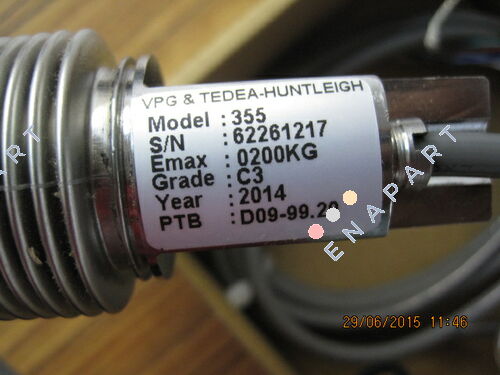 VPG & TEDEA-HUNTLEIGH
Model : 355
S/N : 62261217
Emax : 0200KG
Grade : C3
Year : 2014
PTB : D09-99.20
ENAPART
29/06/2015 11:46